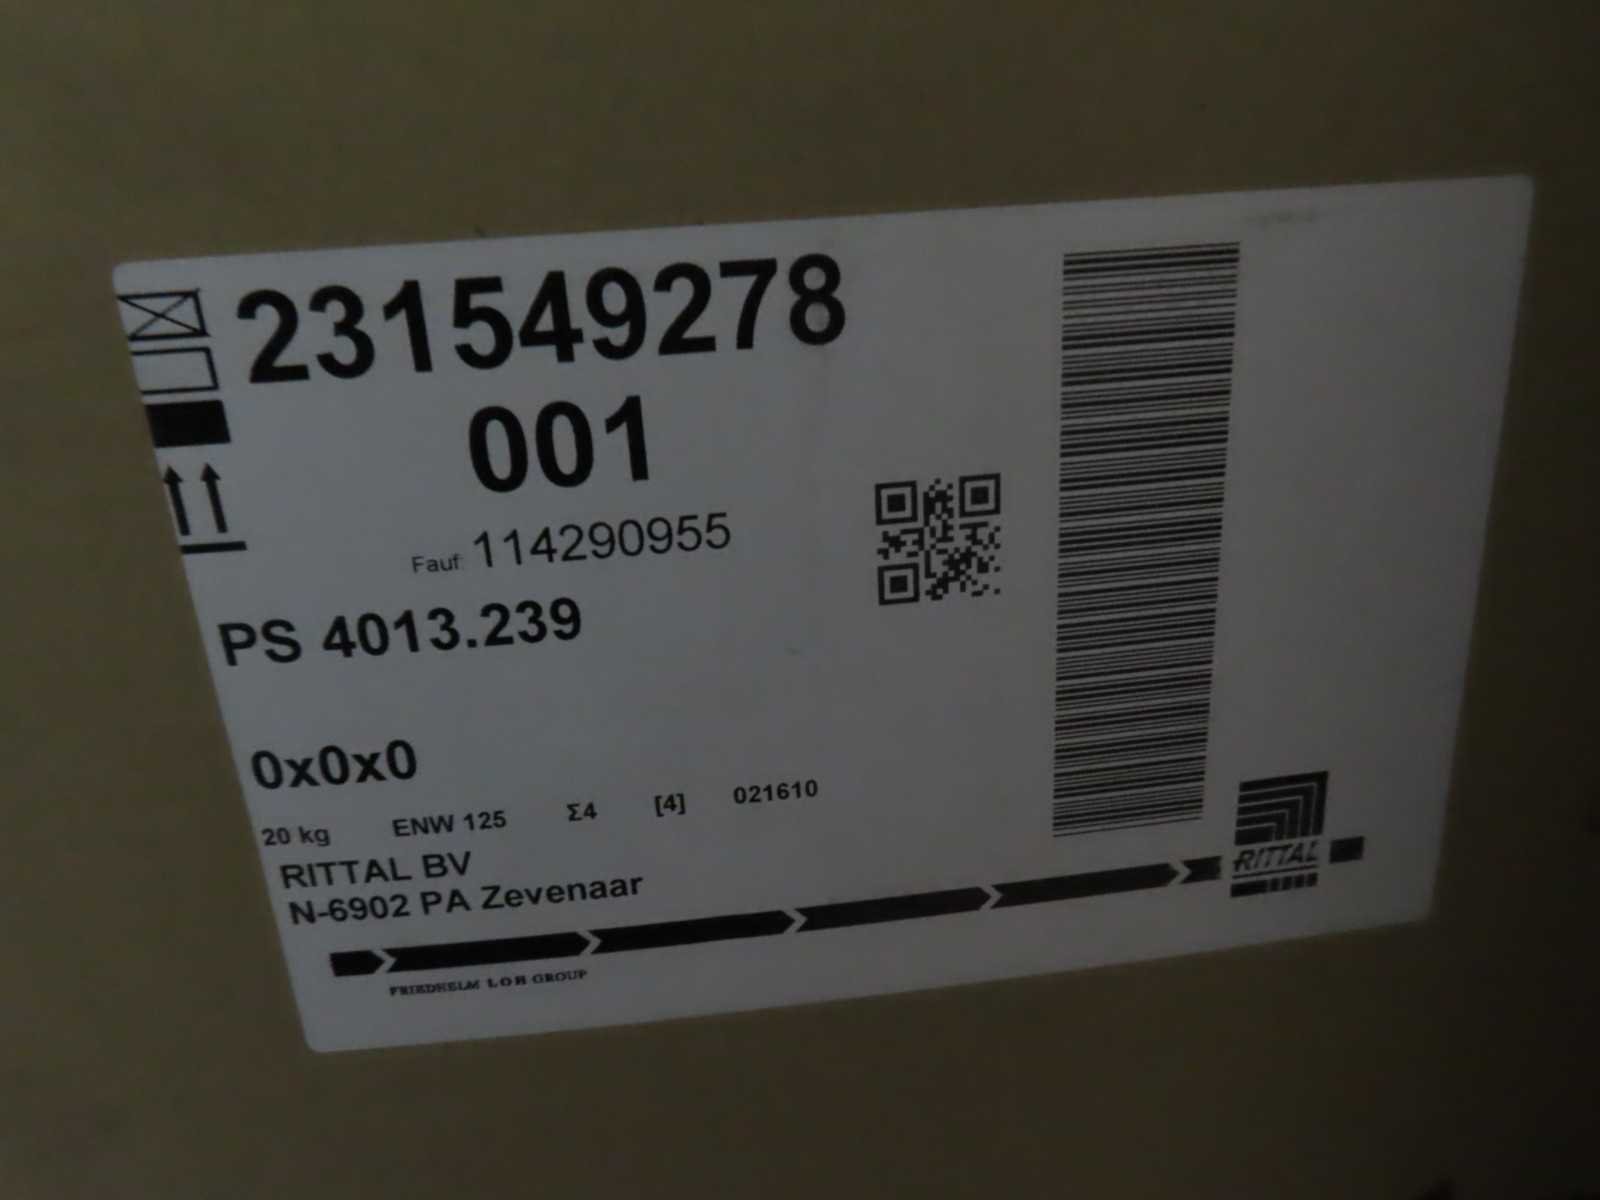 231549278
001
Fauf: 114290955
PS 4013.239
0x0x0
20 kg ENW 125 Σ4 [4] 021610
RITTAL BV
N-6902 PA Zevenaar
RITTAL
FRIEDHELM LOH GROUP